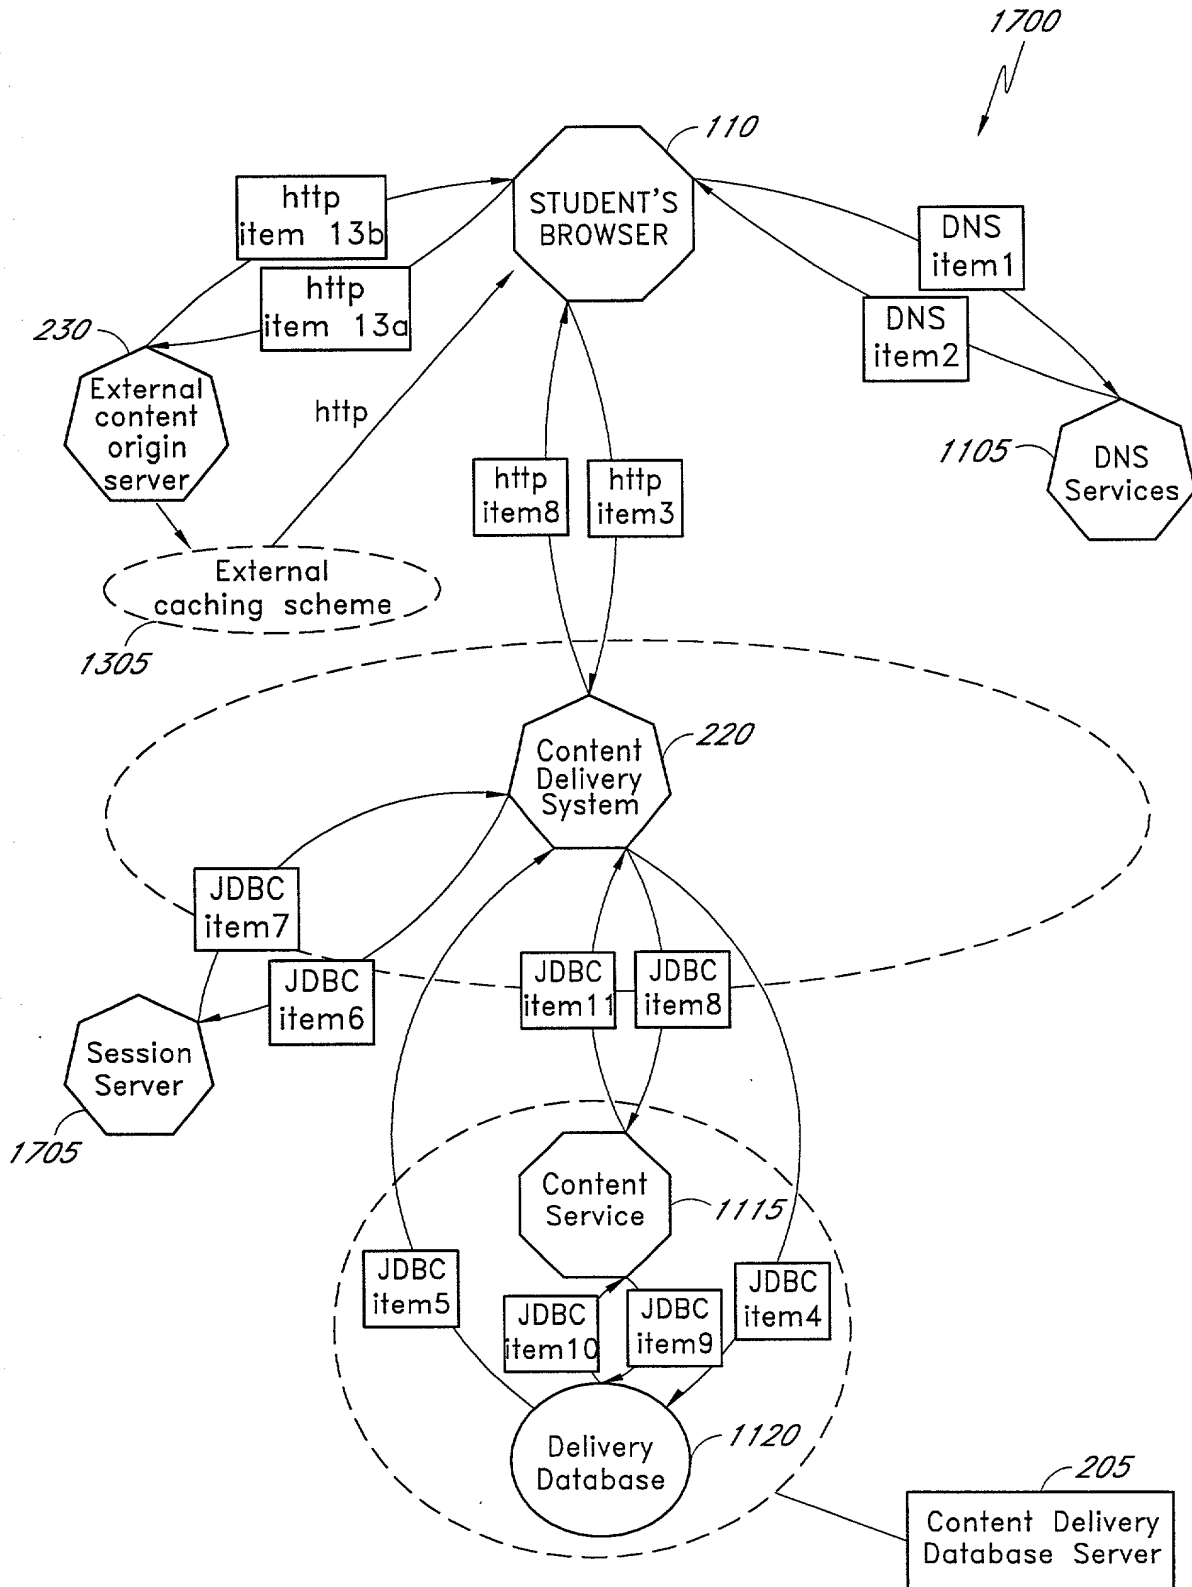 1700
110
STUDENT'S
BROWSER
http
item 13b
http
item 13a
DNS
item1
DNS
item2
230
External
content
origin
server
http
1105
DNS
Services
http
item8
http
item3
External
caching scheme
1305
220
Content
Delivery
System
JDBC
item7
JDBC
item6
JDBC
item11
JDBC
item8
Session
Server
1705
Content
Service
1115
JDBC
item5
JDBC
item10
JDBC
item9
JDBC
item4
Delivery
Database
1120
205
Content Delivery
Database Server